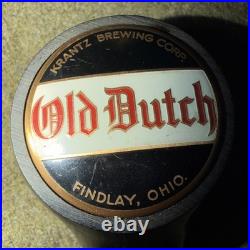 KRANTZ BREWING CORP.
Old Dutch
FINDLAY, OHIO.